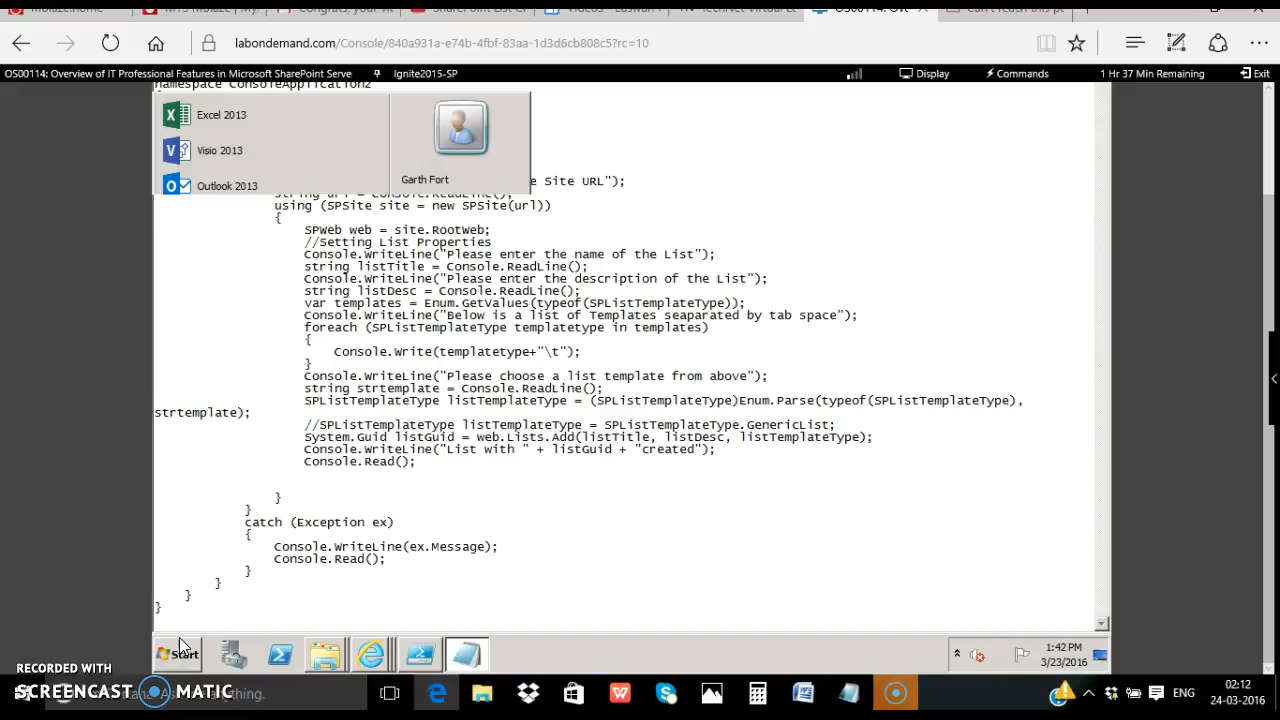 labondemand.com/Console/840a931a-e74b-4fbf-83aa-1d3d6cb808c5?rc=10
OS00114: Overview of IT Professional Features in Microsoft SharePoint Serve
Ignite2015-SP
Display
Commands
1 Hr 37 Min Remaining
Exit
namespace ConsoleApplication2
Excel 2013
Visio 2013
Outlook 2013
Garth Fort
e Site URL");
string url = Console.ReadLine();
using (SPSite site = new SPSite(url))
{
SPWeb web = site.RootWeb;
//Setting List Properties
Console.WriteLine("Please enter the name of the List");
string listTitle = Console.ReadLine();
Console.WriteLine("Please enter the description of the List");
string listDesc = Console.ReadLine();
var templates = Enum.GetValues(typeof(SPListTemplateType));
Console.WriteLine("Below is a list of Templates seaparated by tab space");
foreach (SPListTemplateType templatetype in templates)
{
Console.Write(templatetype+"\t");
}
Console.WriteLine("Please choose a list template from above");
string strtemplate = Console.ReadLine();
SPListTemplateType listTemplateType = (SPListTemplateType)Enum.Parse(typeof(SPListTemplateType),
strtemplate);
//SPListTemplateType listTemplateType = SPListTemplateType.GenericList;
System.Guid listGuid = web.Lists.Add(listTitle, listDesc, listTemplateType);
Console.WriteLine("List with " + listGuid + "created");
Console.Read();
}
}
catch (Exception ex)
{
Console.WriteLine(ex.Message);
Console.Read();
}
}
}
}
Start
1:42 PM
3/23/2016
RECORDED WITH
SCREENCAST MATIC
anything.
ENG
02:12
24-03-2016